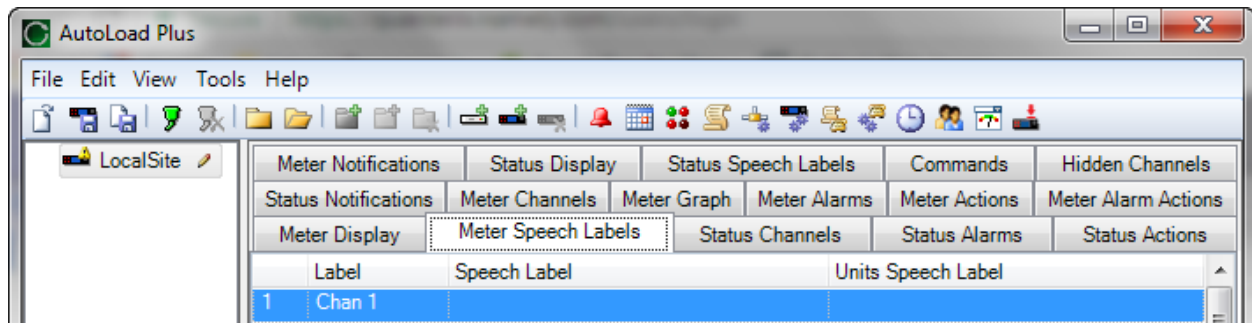 AutoLoad Plus
File Edit View Tools Help
LocalSite
Meter Notifications Status Display Status Speech Labels Commands Hidden Channels
Status Notifications Meter Channels Meter Graph Meter Alarms Meter Actions Meter Alarm Actions
Meter Display Meter Speech Labels Status Channels Status Alarms Status Actions
Label Speech Label Units Speech Label
1 Chan 1